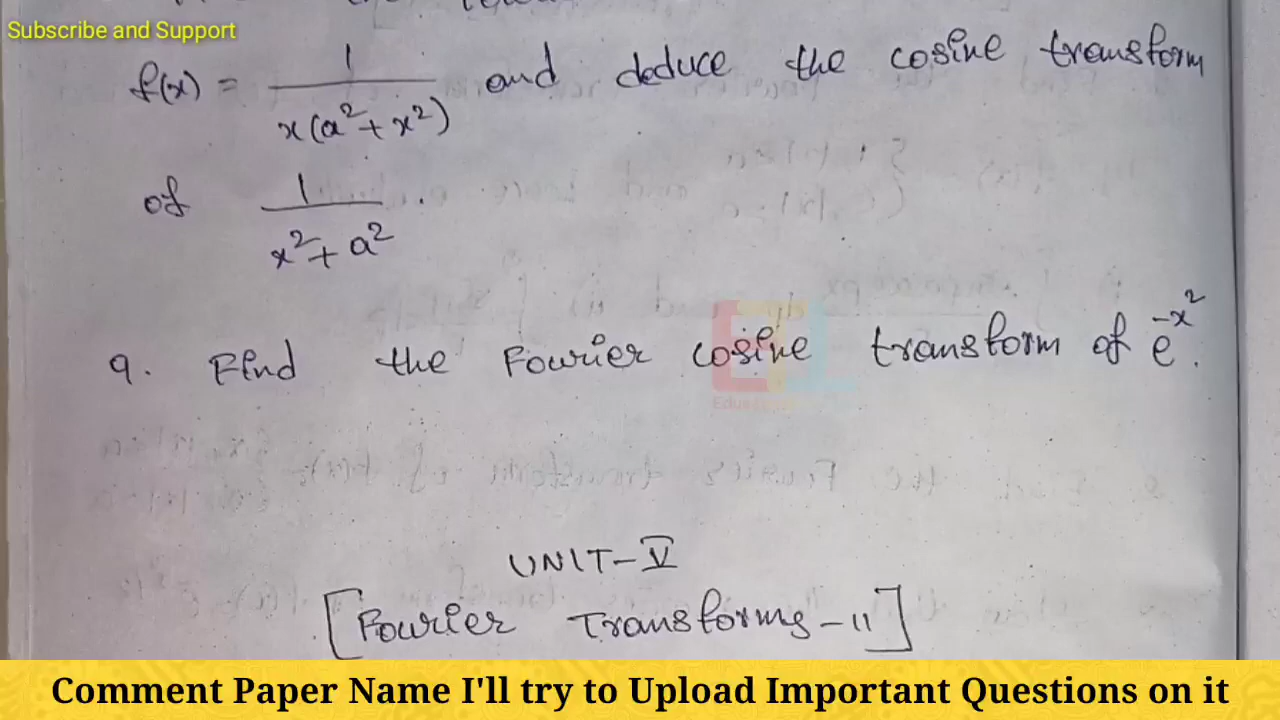 Subscribe and Support
f(x) = 1 / x(a²+x²) and deduce the cosine transform
of 1 / x²+a² .
9. Find the Fourier cosine transform of e^-x².
UNIT-V
[Fourier Transforms-II]
Comment Paper Name I'll try to Upload Important Questions on it